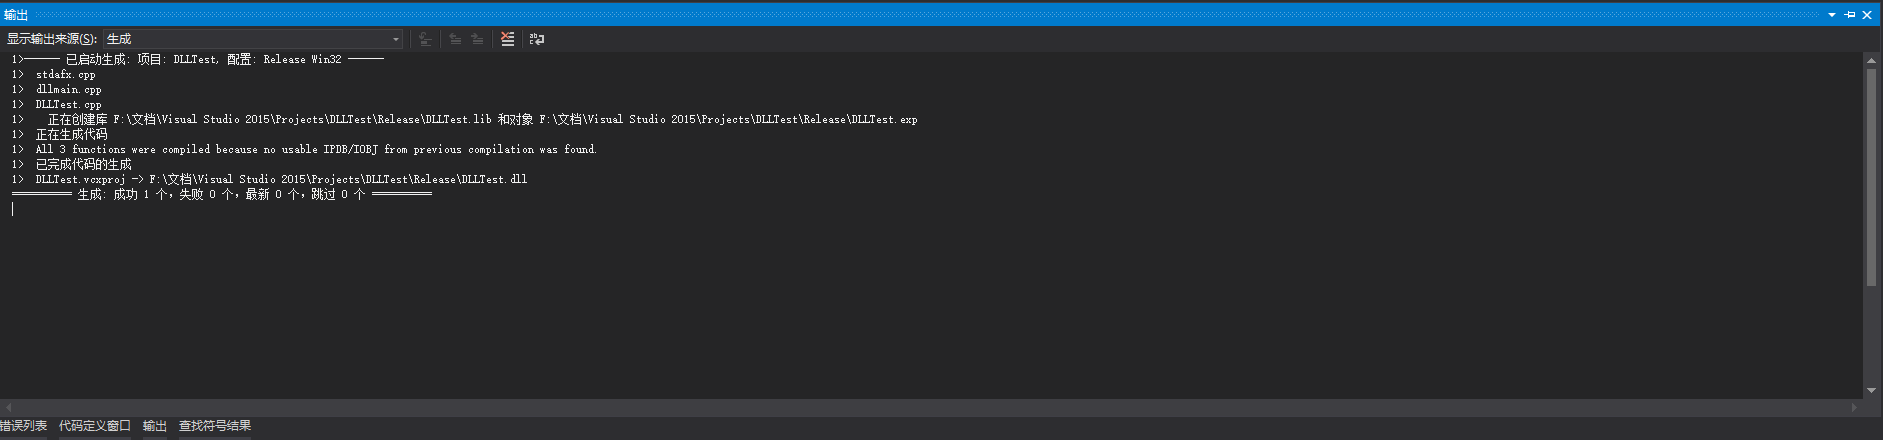 输出
显示输出来源(S): 生成
1>------ 已启动生成: 项目: DLLTest, 配置: Release Win32 ------
1>  stdafx.cpp
1>  dllmain.cpp
1>  DLLTest.cpp
1>    正在创建库 F:\文档\Visual Studio 2015\Projects\DLLTest\Release\DLLTest.lib 和对象 F:\文档\Visual Studio 2015\Projects\DLLTest\Release\DLLTest.exp
1>  正在生成代码
1>  All 3 functions were compiled because no usable IPDB/IOBJ from previous compilation was found.
1>  已完成代码的生成
1>  DLLTest.vcxproj -> F:\文档\Visual Studio 2015\Projects\DLLTest\Release\DLLTest.dll
========== 生成: 成功 1 个，失败 0 个，最新 0 个，跳过 0 个 ==========
错误列表 代码定义窗口 输出 查找符号结果